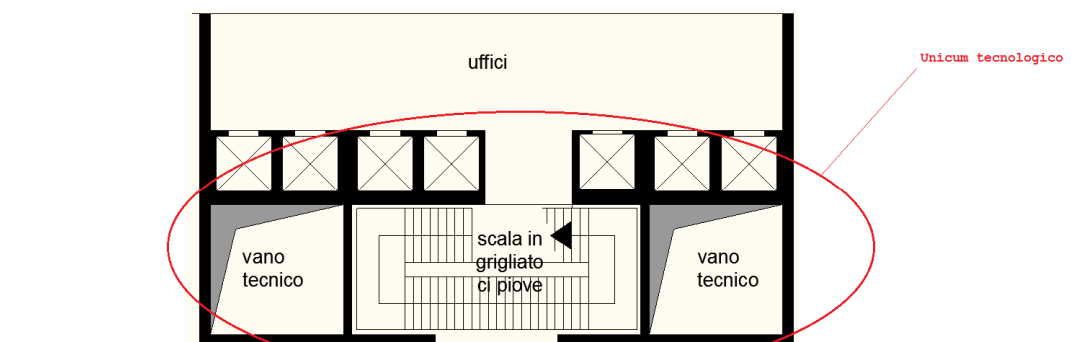 uffici
Unicum tecnologico
vano
tecnico
scala in
grigliato
ci piove
vano
tecnico